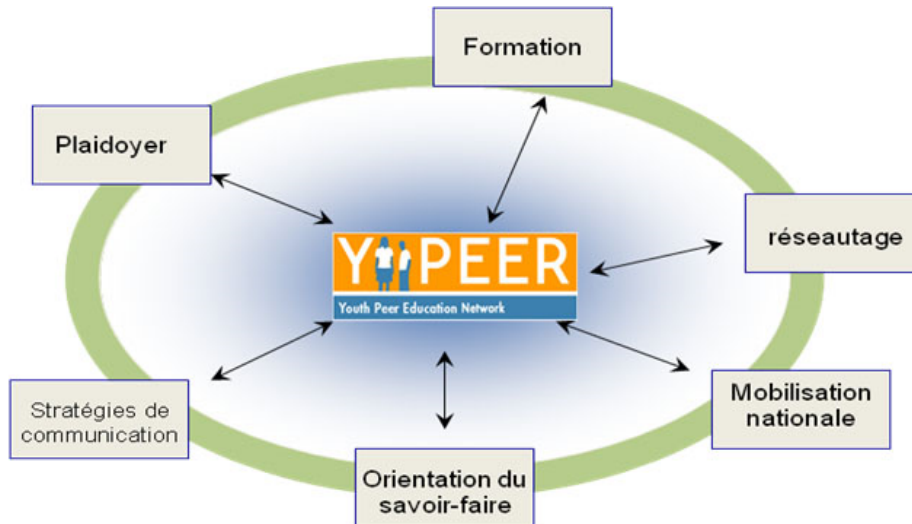 Formation
Plaidoyer
réseautage
Y PEER
Youth Peer Education Network
Stratégies de
communication
Mobilisation
nationale
Orientation du
savoir-faire